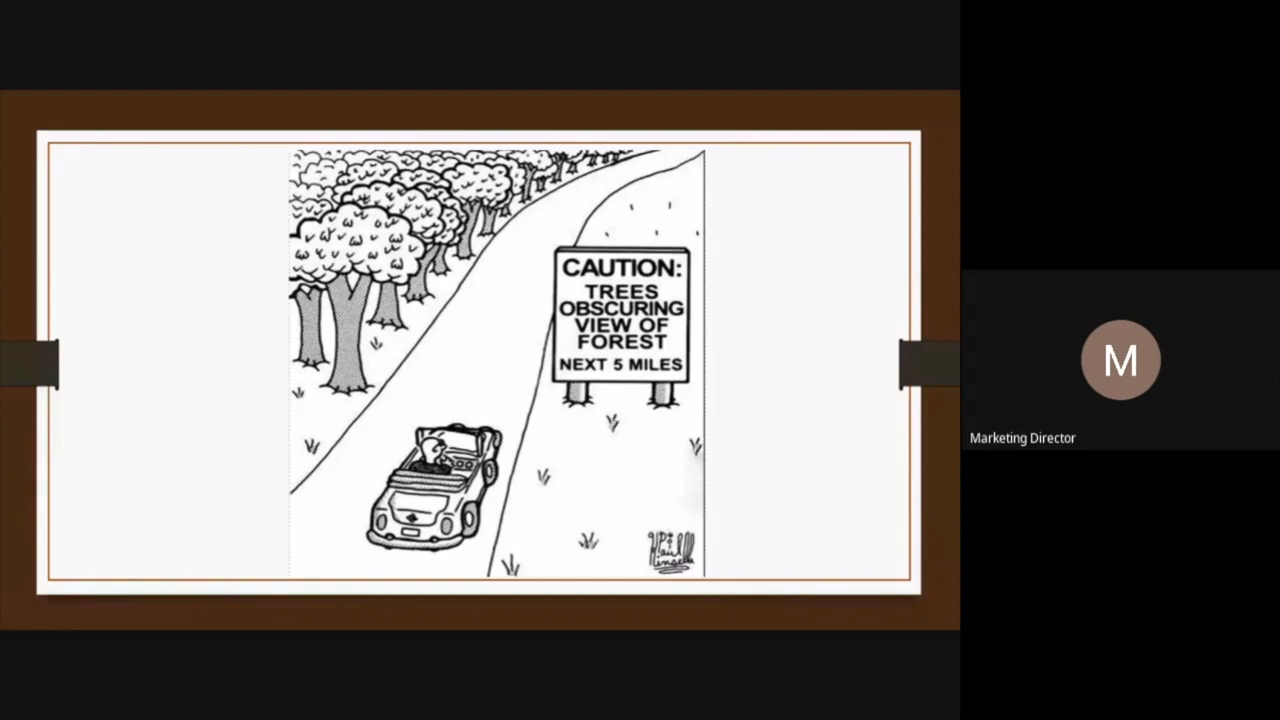 CAUTION:
TREES
OBSCURING
VIEW OF
FOREST
NEXT 5 MILES
M
Marketing Director